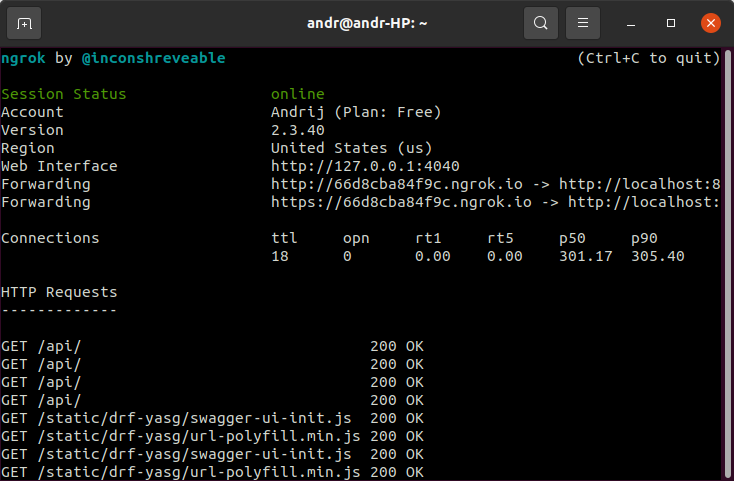 andr@andr-HP: ~
ngrok by @inconshreveable (Ctrl+C to quit)
Session Status online
Account Andrij (Plan: Free)
Version 2.3.40
Region United States (us)
Web Interface http://127.0.0.1:4040
Forwarding http://66d8cba84f9c.ngrok.io -> http://localhost:8
Forwarding https://66d8cba84f9c.ngrok.io -> http://localhost:
Connections ttl opn rt1 rt5 p50 p90
18 0 0.00 0.00 301.17 305.40
HTTP Requests
-------------
GET /api/ 200 OK
GET /api/ 200 OK
GET /api/ 200 OK
GET /api/ 200 OK
GET /static/drf-yasg/swagger-ui-init.js 200 OK
GET /static/drf-yasg/url-polyfill.min.js 200 OK
GET /static/drf-yasg/swagger-ui-init.js 200 OK
GET /static/drf-yasg/url-polyfill.min.js 200 OK